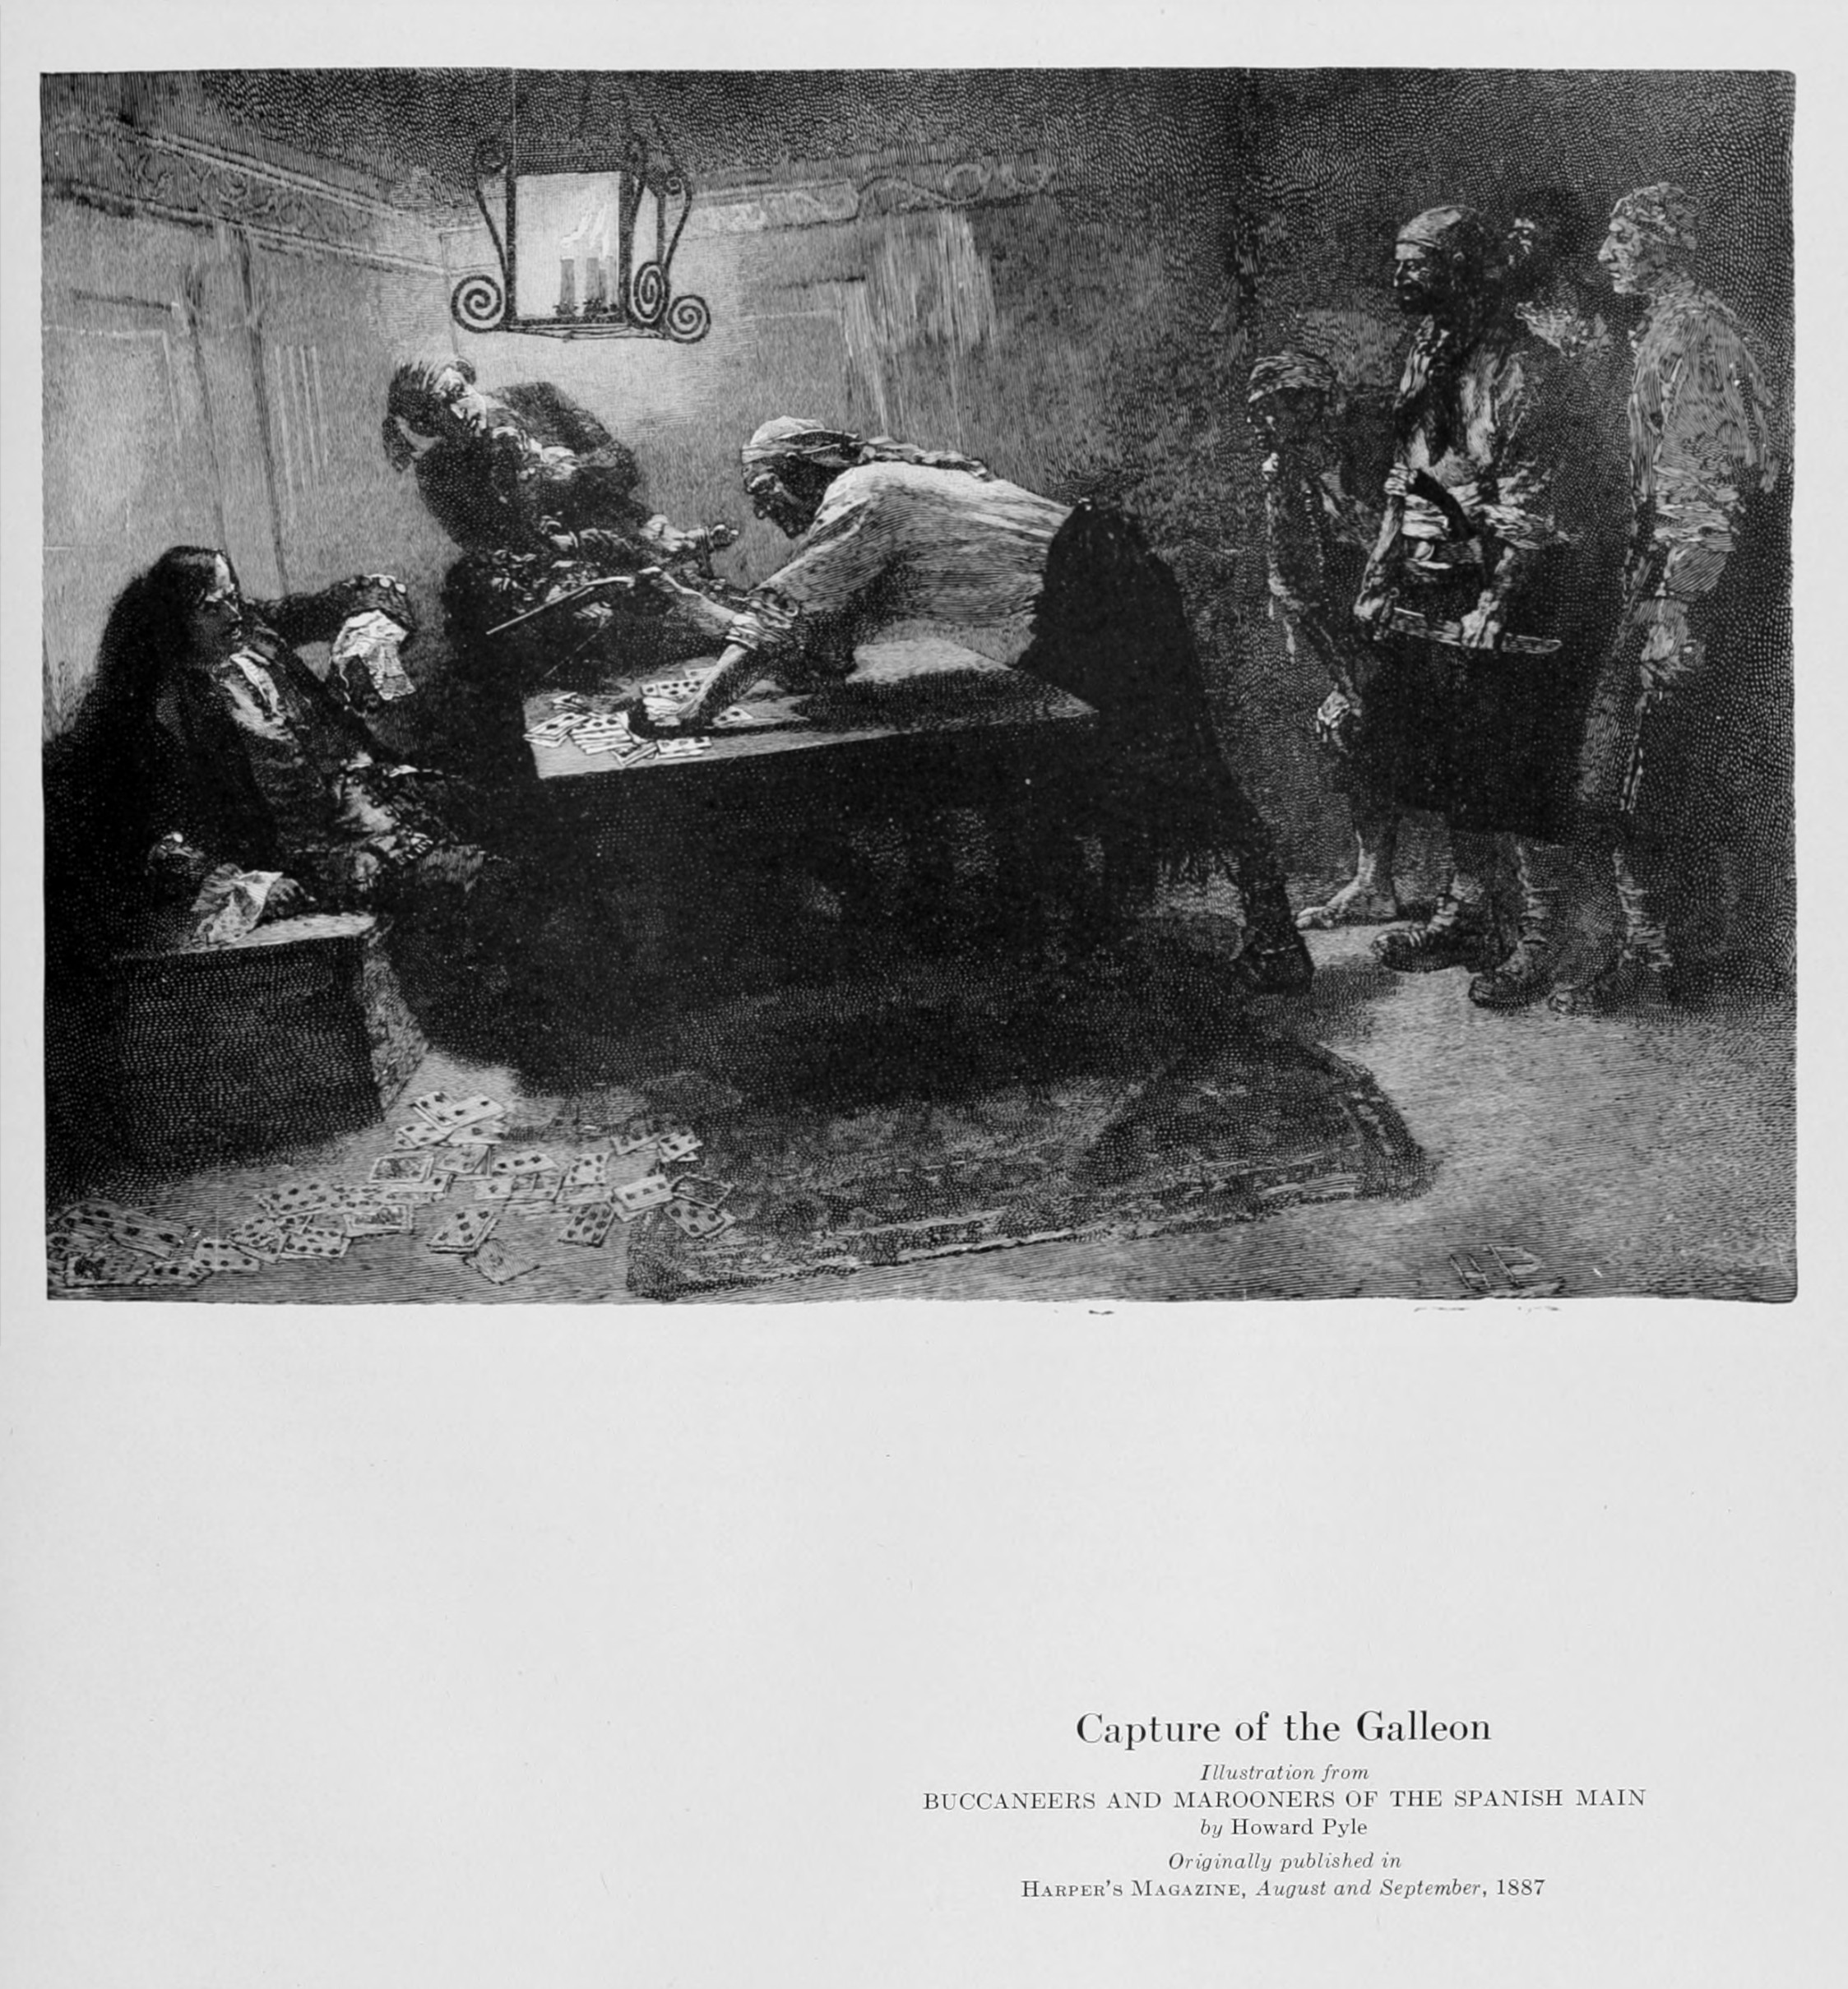 HP
Capture of the Galleon
Illustration from
BUCCANEERS AND MAROONERS OF THE SPANISH MAIN
by Howard Pyle
Originally published in
HARPER'S MAGAZINE, August and September, 1887